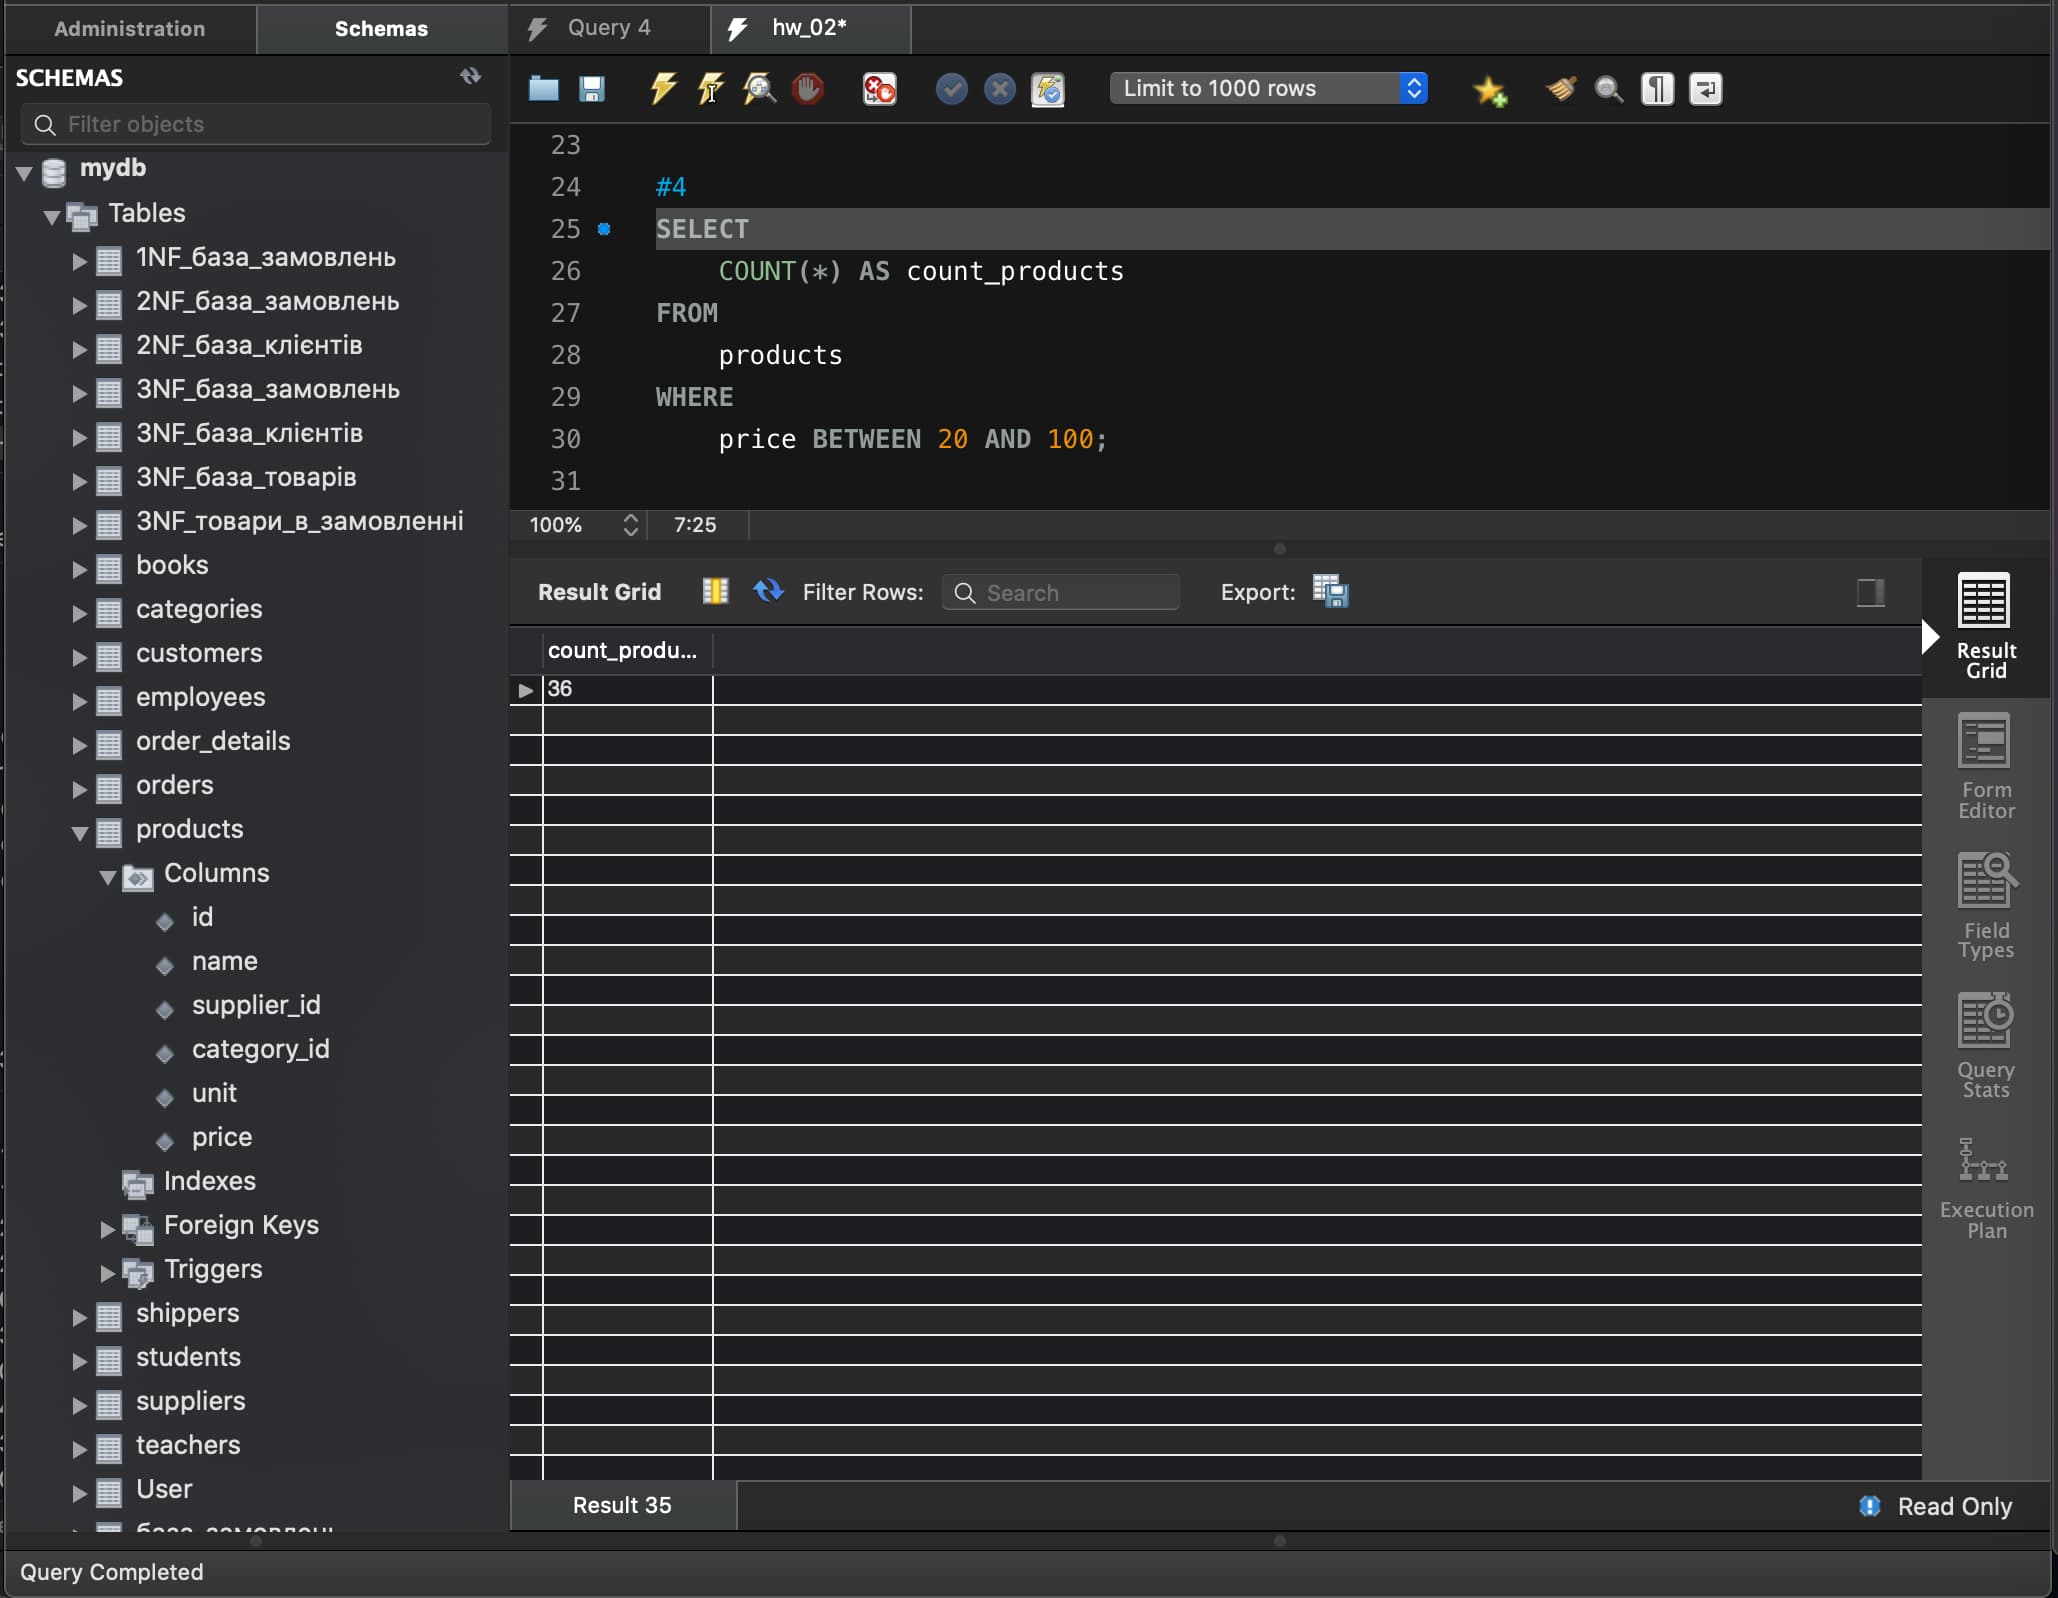 Administration
Schemas
Query 4
hw_02*
SCHEMAS
Filter objects
mydb
Tables
1NF_база_замовлень
2NF_база_замовлень
2NF_база_клієнтів
3NF_база_замовлень
3NF_база_клієнтів
3NF_база_товарів
3NF_товари_в_замовленні
books
categories
customers
employees
order_details
orders
products
Columns
id
name
supplier_id
category_id
unit
price
Indexes
Foreign Keys
Triggers
shippers
students
suppliers
teachers
User
Limit to 1000 rows
23
24 #4
25 SELECT
26 COUNT(*) AS count_products
27 FROM
28 products
29 WHERE
30 price BETWEEN 20 AND 100;
31
100%
7:25
Result Grid
Filter Rows:
Search
Export:
count_produ...
36
Result
Grid
Form
Editor
Field
Types
Query
Stats
Execution
Plan
Result 35
Read Only
Query Completed